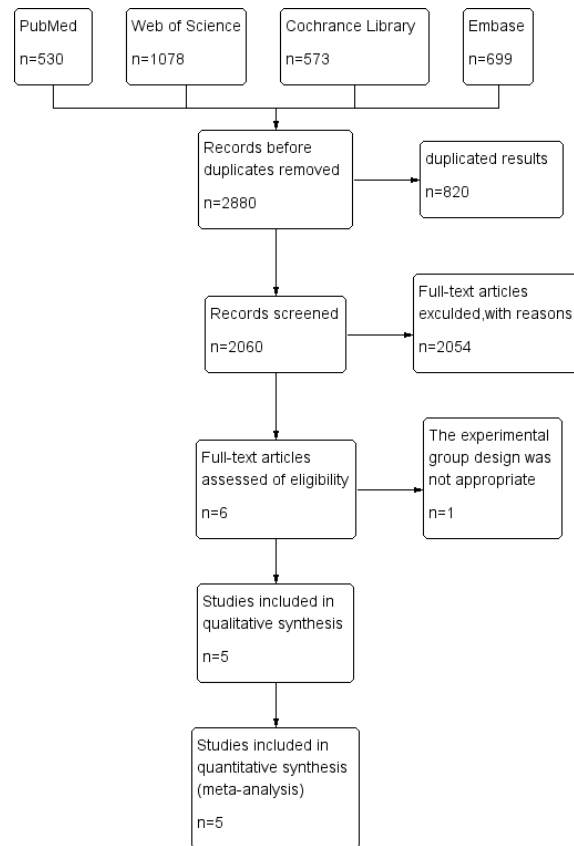 PubMed
n=530
Web of Science
n=1078
Cochrance Library
n=573
Embase
n=699
Records before
duplicates removed
n=2880
duplicated results
n=820
Records screened
n=2060
Full-text articles
exculded,with reasons
n=2054
Full-text articles
assessed of eligibility
n=6
The experimental
group design was
not appropriate
n=1
Studies included in
qualitative synthesis
n=5
Studies included in
quantitative synthesis
(meta-analysis)
n=5